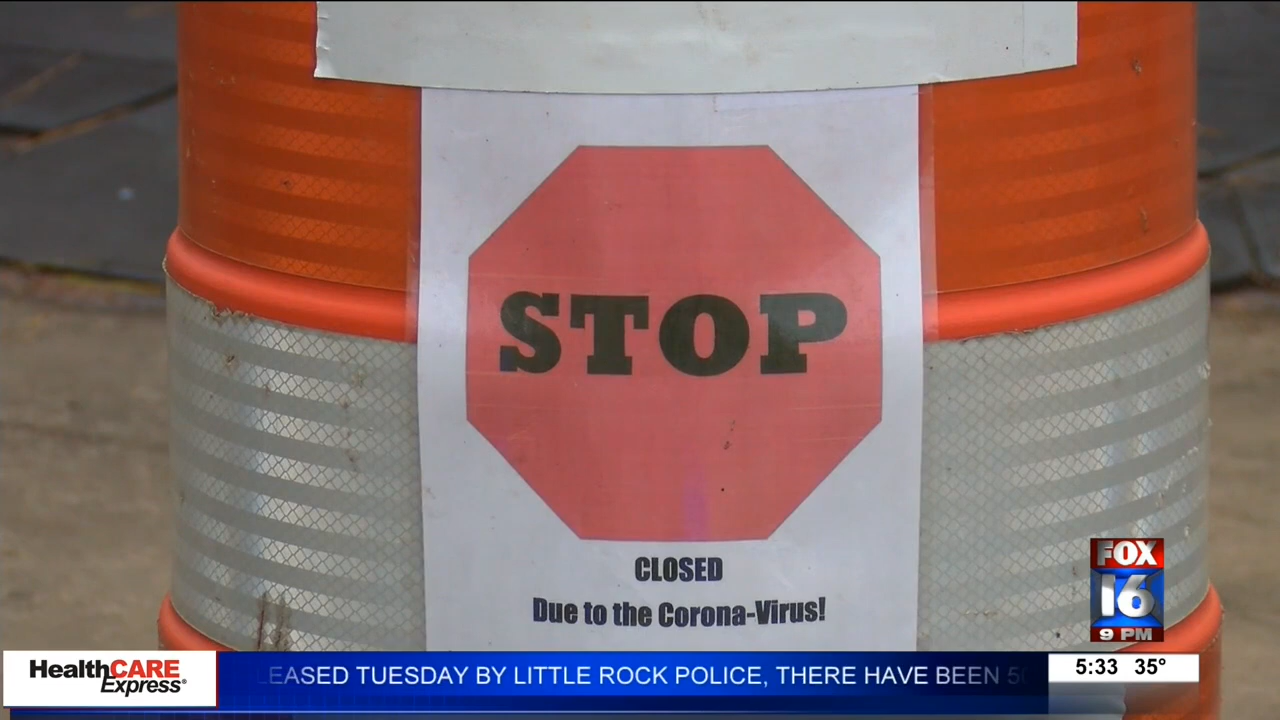 STOP
CLOSED
Due to the Corona-Virus!
FOX
16
9 PM
HealthCARE
Express®
EASED TUESDAY BY LITTLE ROCK POLICE, THERE HAVE BEEN
5:33 35°